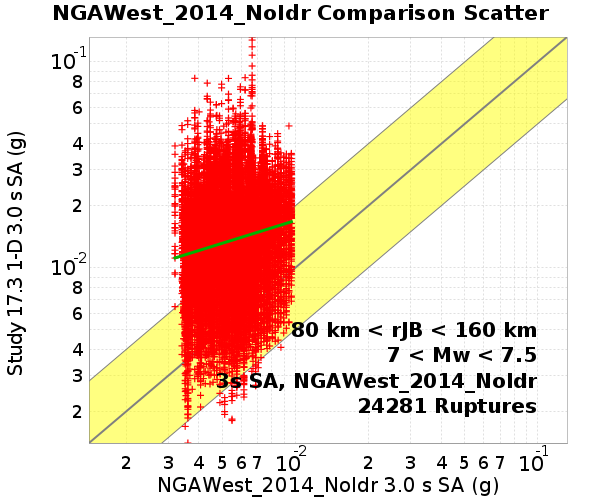 NGAWest_2014_NoIdr Comparison Scatter
Study 17.3 1-D 3.0 s SA (g)
10-1
8
6
4
3
2
10-2
8
6
4
3
2
80 km < rJB < 160 km
7 < Mw < 7.5
3s SA, NGAWest_2014_NoIdr
24281 Ruptures
2 3 4 5 6 7 10-2 2 3 4 5 6 7 10-1
NGAWest_2014_NoIdr 3.0 s SA (g)